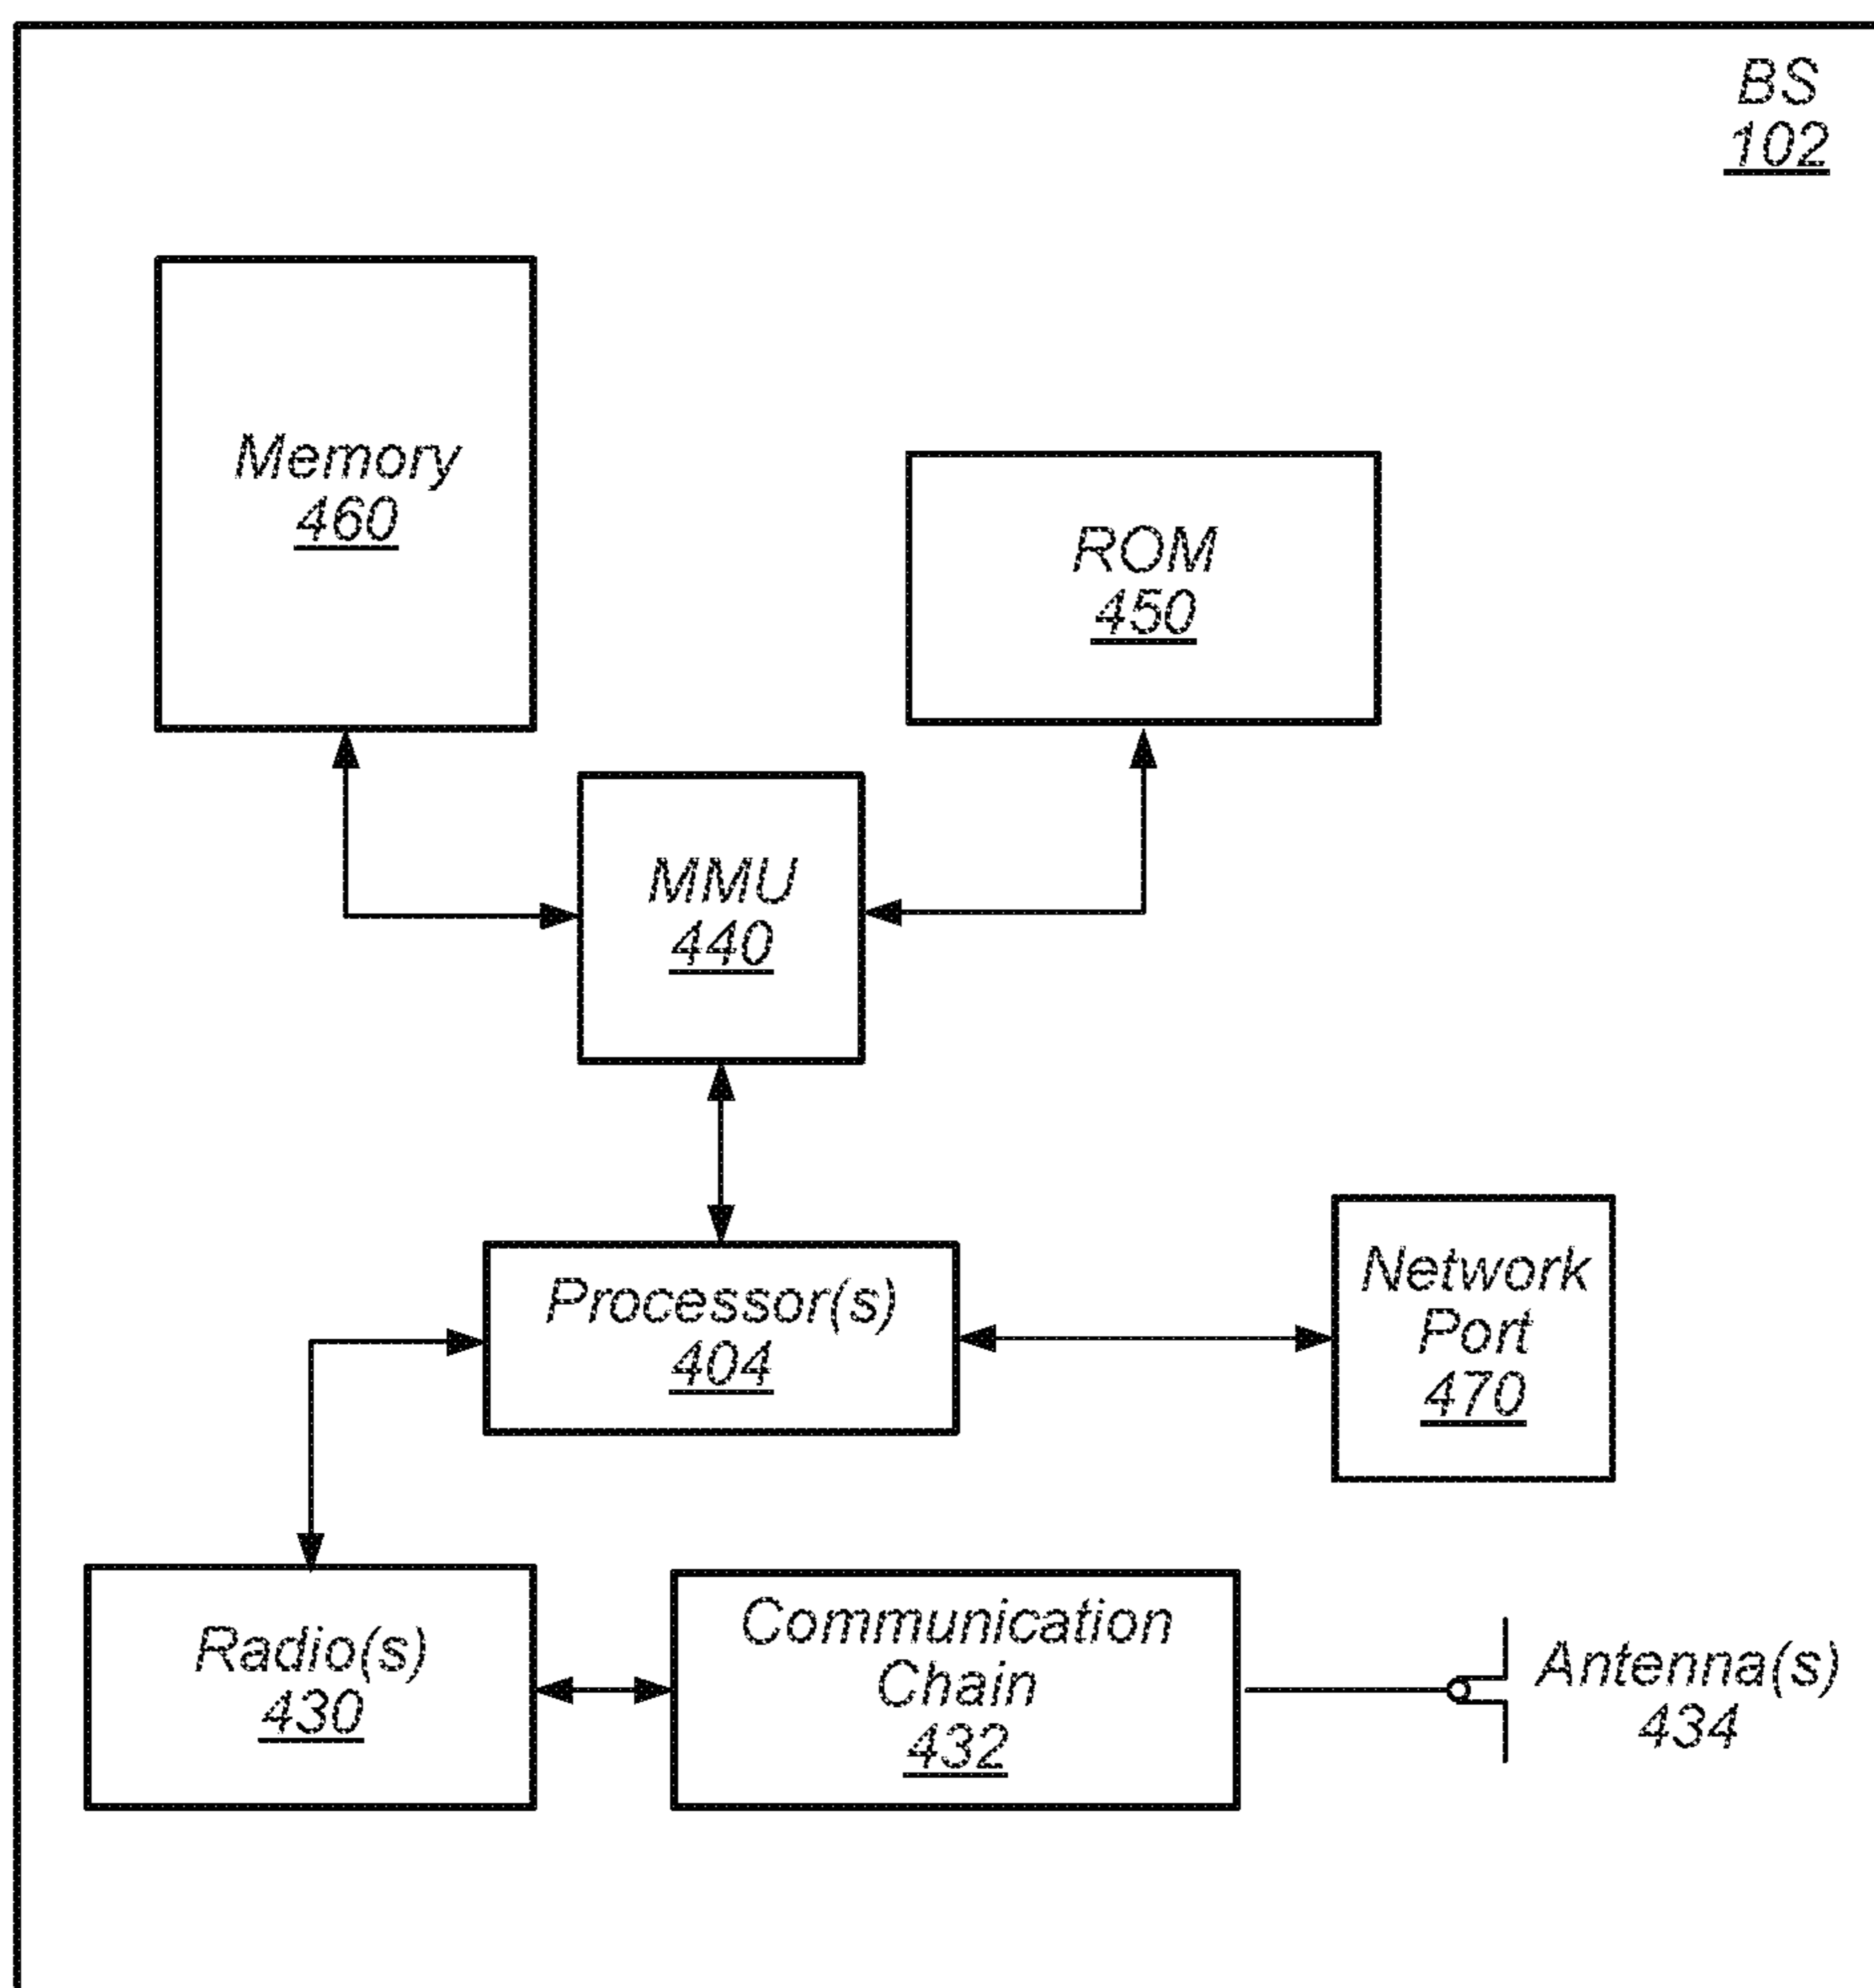 BS
102
Memory
460
ROM
450
MMU
440
Processor(s)
404
Network
Port
470
Radio(s)
430
Communication
Chain
432
Antenna(s)
434